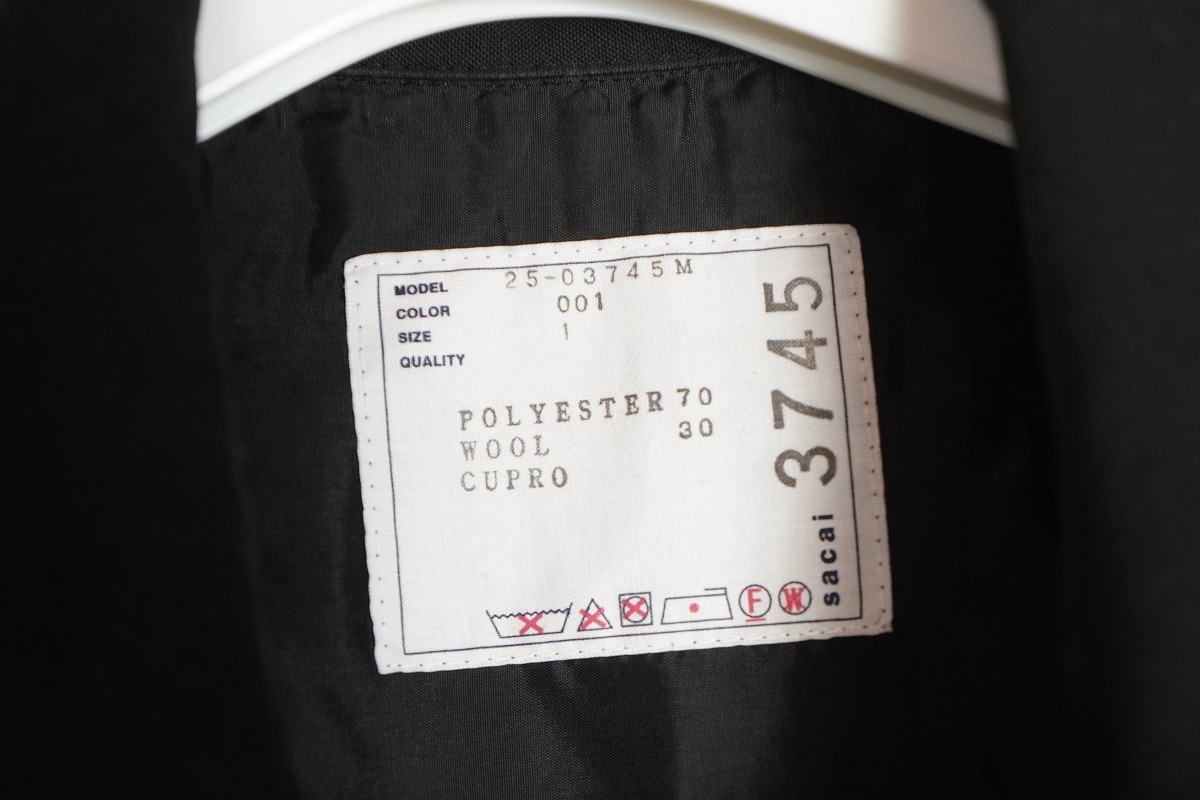 MODEL 25-03745M
COLOR 001
SIZE 1
QUALITY
POLYESTER 70
WOOL 30
CUPRO
F W
sacai 3745